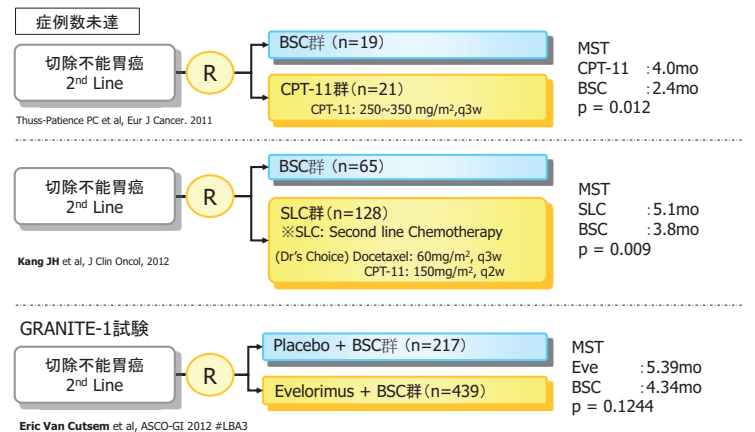 症例数未達
切除不能胃癌
2nd Line
R
BSC群 (n=19)
CPT-11群(n=21)
CPT-11: 250~350 mg/m²,q3w
MST
CPT-11 :4.0mo
BSC :2.4mo
p = 0.012
Thuss-Patience PC et al, Eur J Cancer. 2011
切除不能胃癌
2nd Line
R
BSC群 (n=65)
SLC群(n=128)
※SLC: Second line Chemotherapy
(Dr's Choice) Docetaxel: 60mg/m², q3w
CPT-11: 150mg/m², q2w
MST
SLC :5.1mo
BSC :3.8mo
p = 0.009
Kang JH et al, J Clin Oncol, 2012
GRANITE-1試験
切除不能胃癌
2nd Line
R
Placebo + BSC群 (n=217)
Evelorimus + BSC群(n=439)
MST
Eve :5.39mo
BSC :4.34mo
p = 0.1244
Eric Van Cutsem et al, ASCO-GI 2012 #LBA3